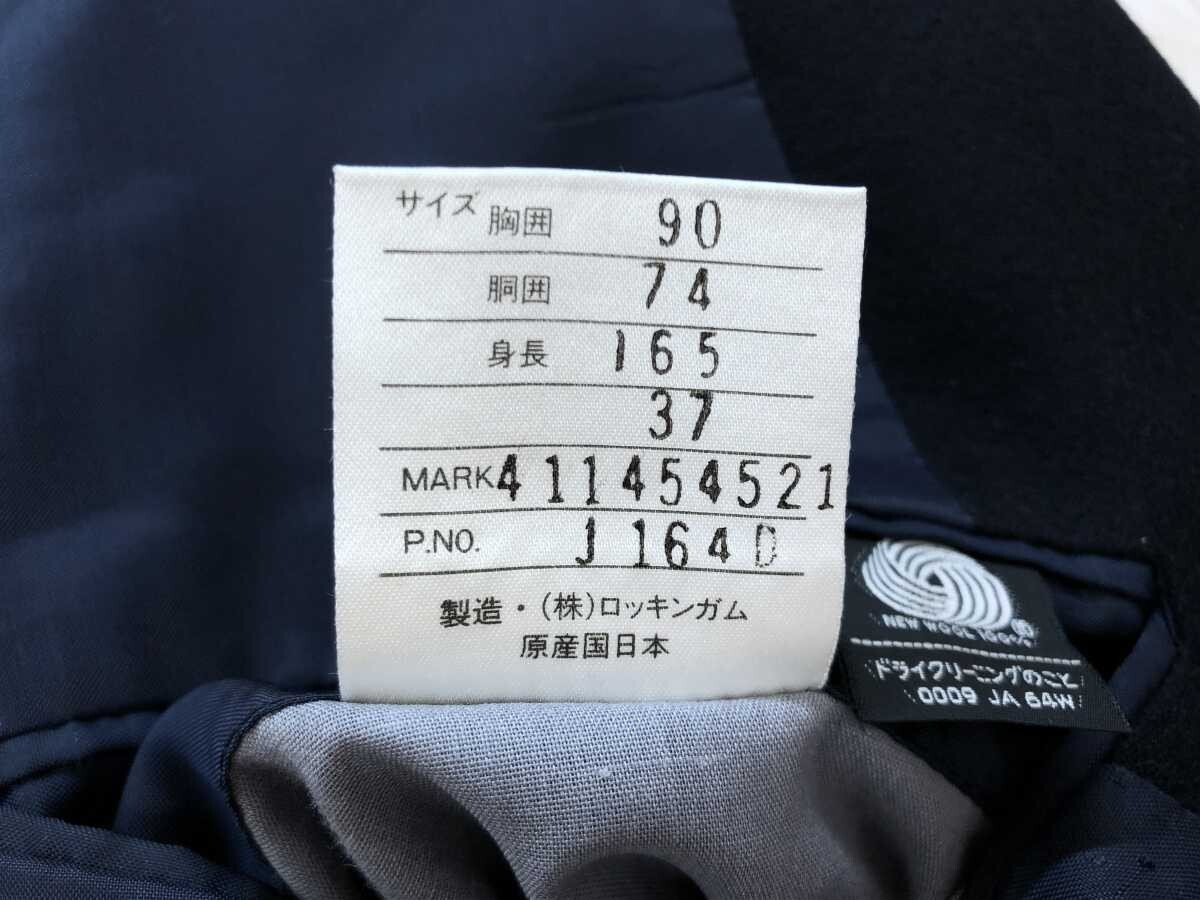 サイズ 胸囲 90
胴囲 74
身長 165
37
MARK 411454521
P.NO. J 164 D
製造・(株)ロッキンガム
原産国日本
NEW WOOL 100%
ドライクリーニングのこと
0009 JA 64W